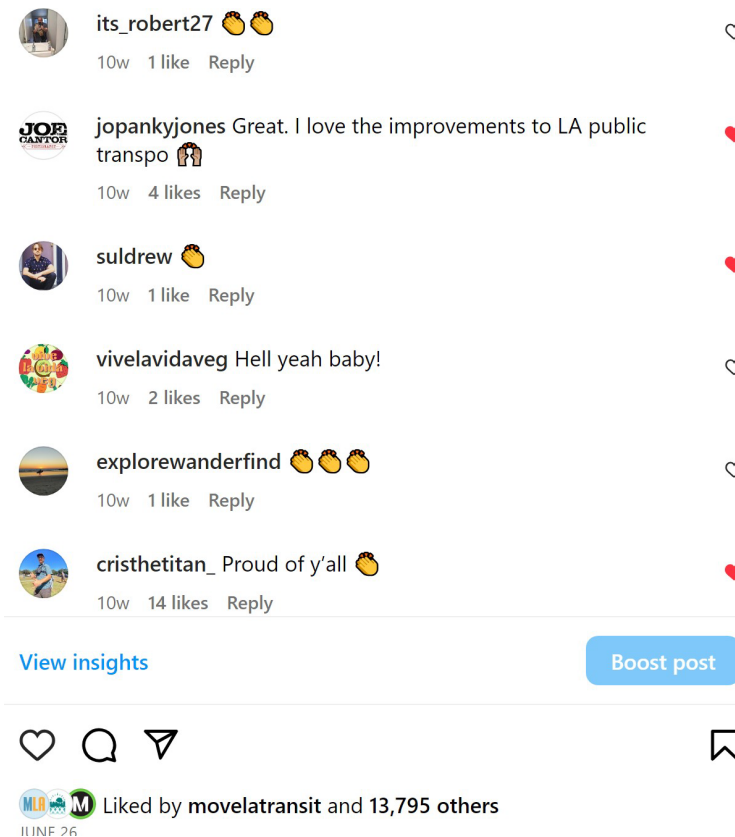 its_robert27 👏👏
10w 1 like Reply
JOE
CANTOR
jopankyjones Great. I love the improvements to LA public
transpo 🙌🏽
10w 4 likes Reply
suldrew 👏
10w 1 like Reply
vivelavidaveg Hell yeah baby!
10w 2 likes Reply
explorewanderfind 👏👏👏
10w 1 like Reply
cristhetitan_ Proud of y'all 👏
10w 14 likes Reply
View insights
Boost post
MLA
M
Liked by movelatransit and 13,795 others
JUNE 26